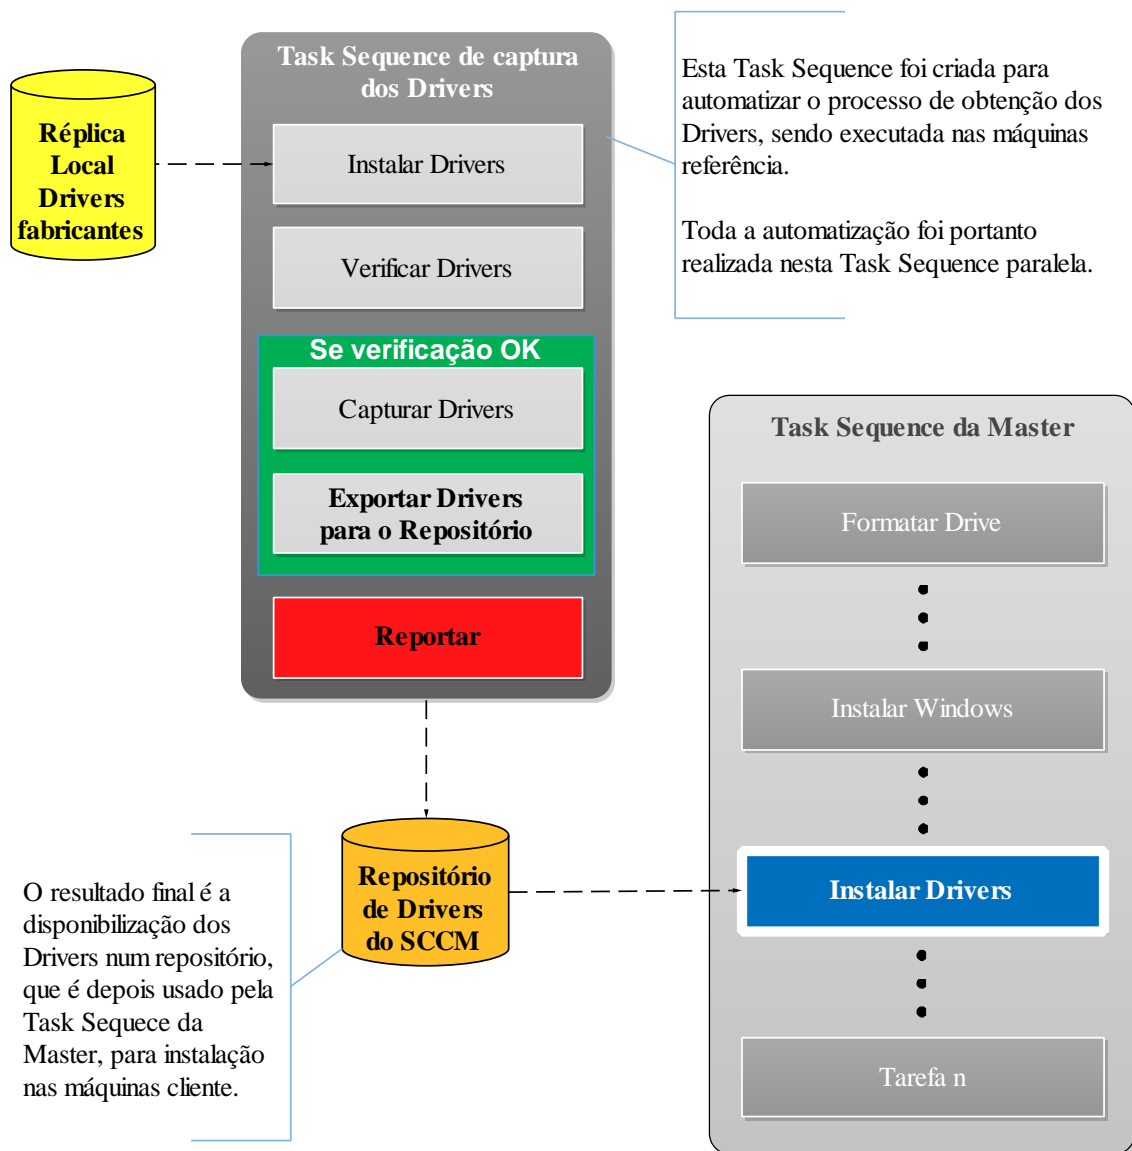 Task Sequence de captura
dos Drivers
Réplica
Local
Drivers
fabricantes
Instalar Drivers
Verificar Drivers
Se verificação OK
Capturar Drivers
Exportar Drivers
para o Repositório
Reportar
Esta Task Sequence foi criada para
automatizar o processo de obtenção dos
Drivers, sendo executada nas máquinas
referência.
Toda a automatização foi portanto
realizada nesta Task Sequence paralela.
Task Sequence da Master
Formatar Drive
Instalar Windows
Instalar Drivers
Tarefa n
Repositório
de Drivers
do SCCM
O resultado final é a
disponibilização dos
Drivers num repositório,
que é depois usado pela
Task Sequece da
Master, para instalação
nas máquinas cliente.